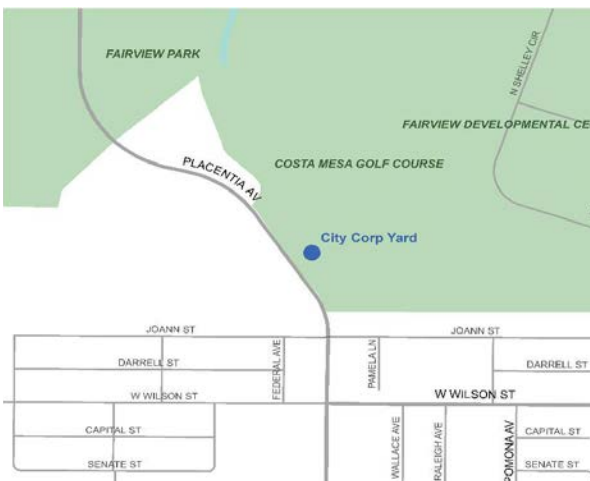 FAIRVIEW PARK
N SHELLEY CIR
FAIRVIEW DEVELOPMENTAL CE
PLACENTIA AV
COSTA MESA GOLF COURSE
City Corp Yard
JOANN ST
JOANN ST
DARRELL ST
FEDERAL AVE
PAMELA LN
DARRELL ST
W WILSON ST
W WILSON ST
CAPITAL ST
WALLACE AVE
RALEIGH AVE
POMONA AV
CAPITAL ST
SENATE ST
SENATE ST